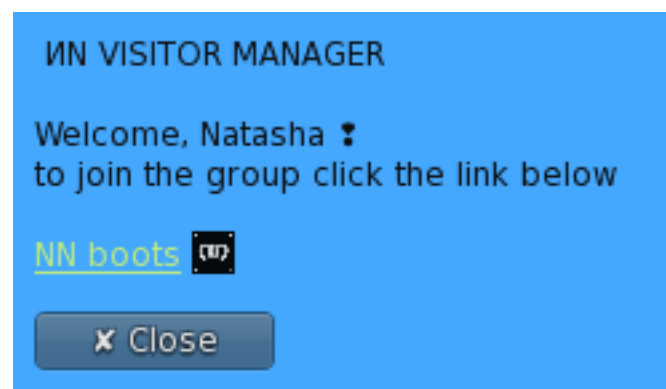 ИN VISITOR MANAGER
Welcome, Natasha ❣
to join the group click the link below
NN boots
✘ Close